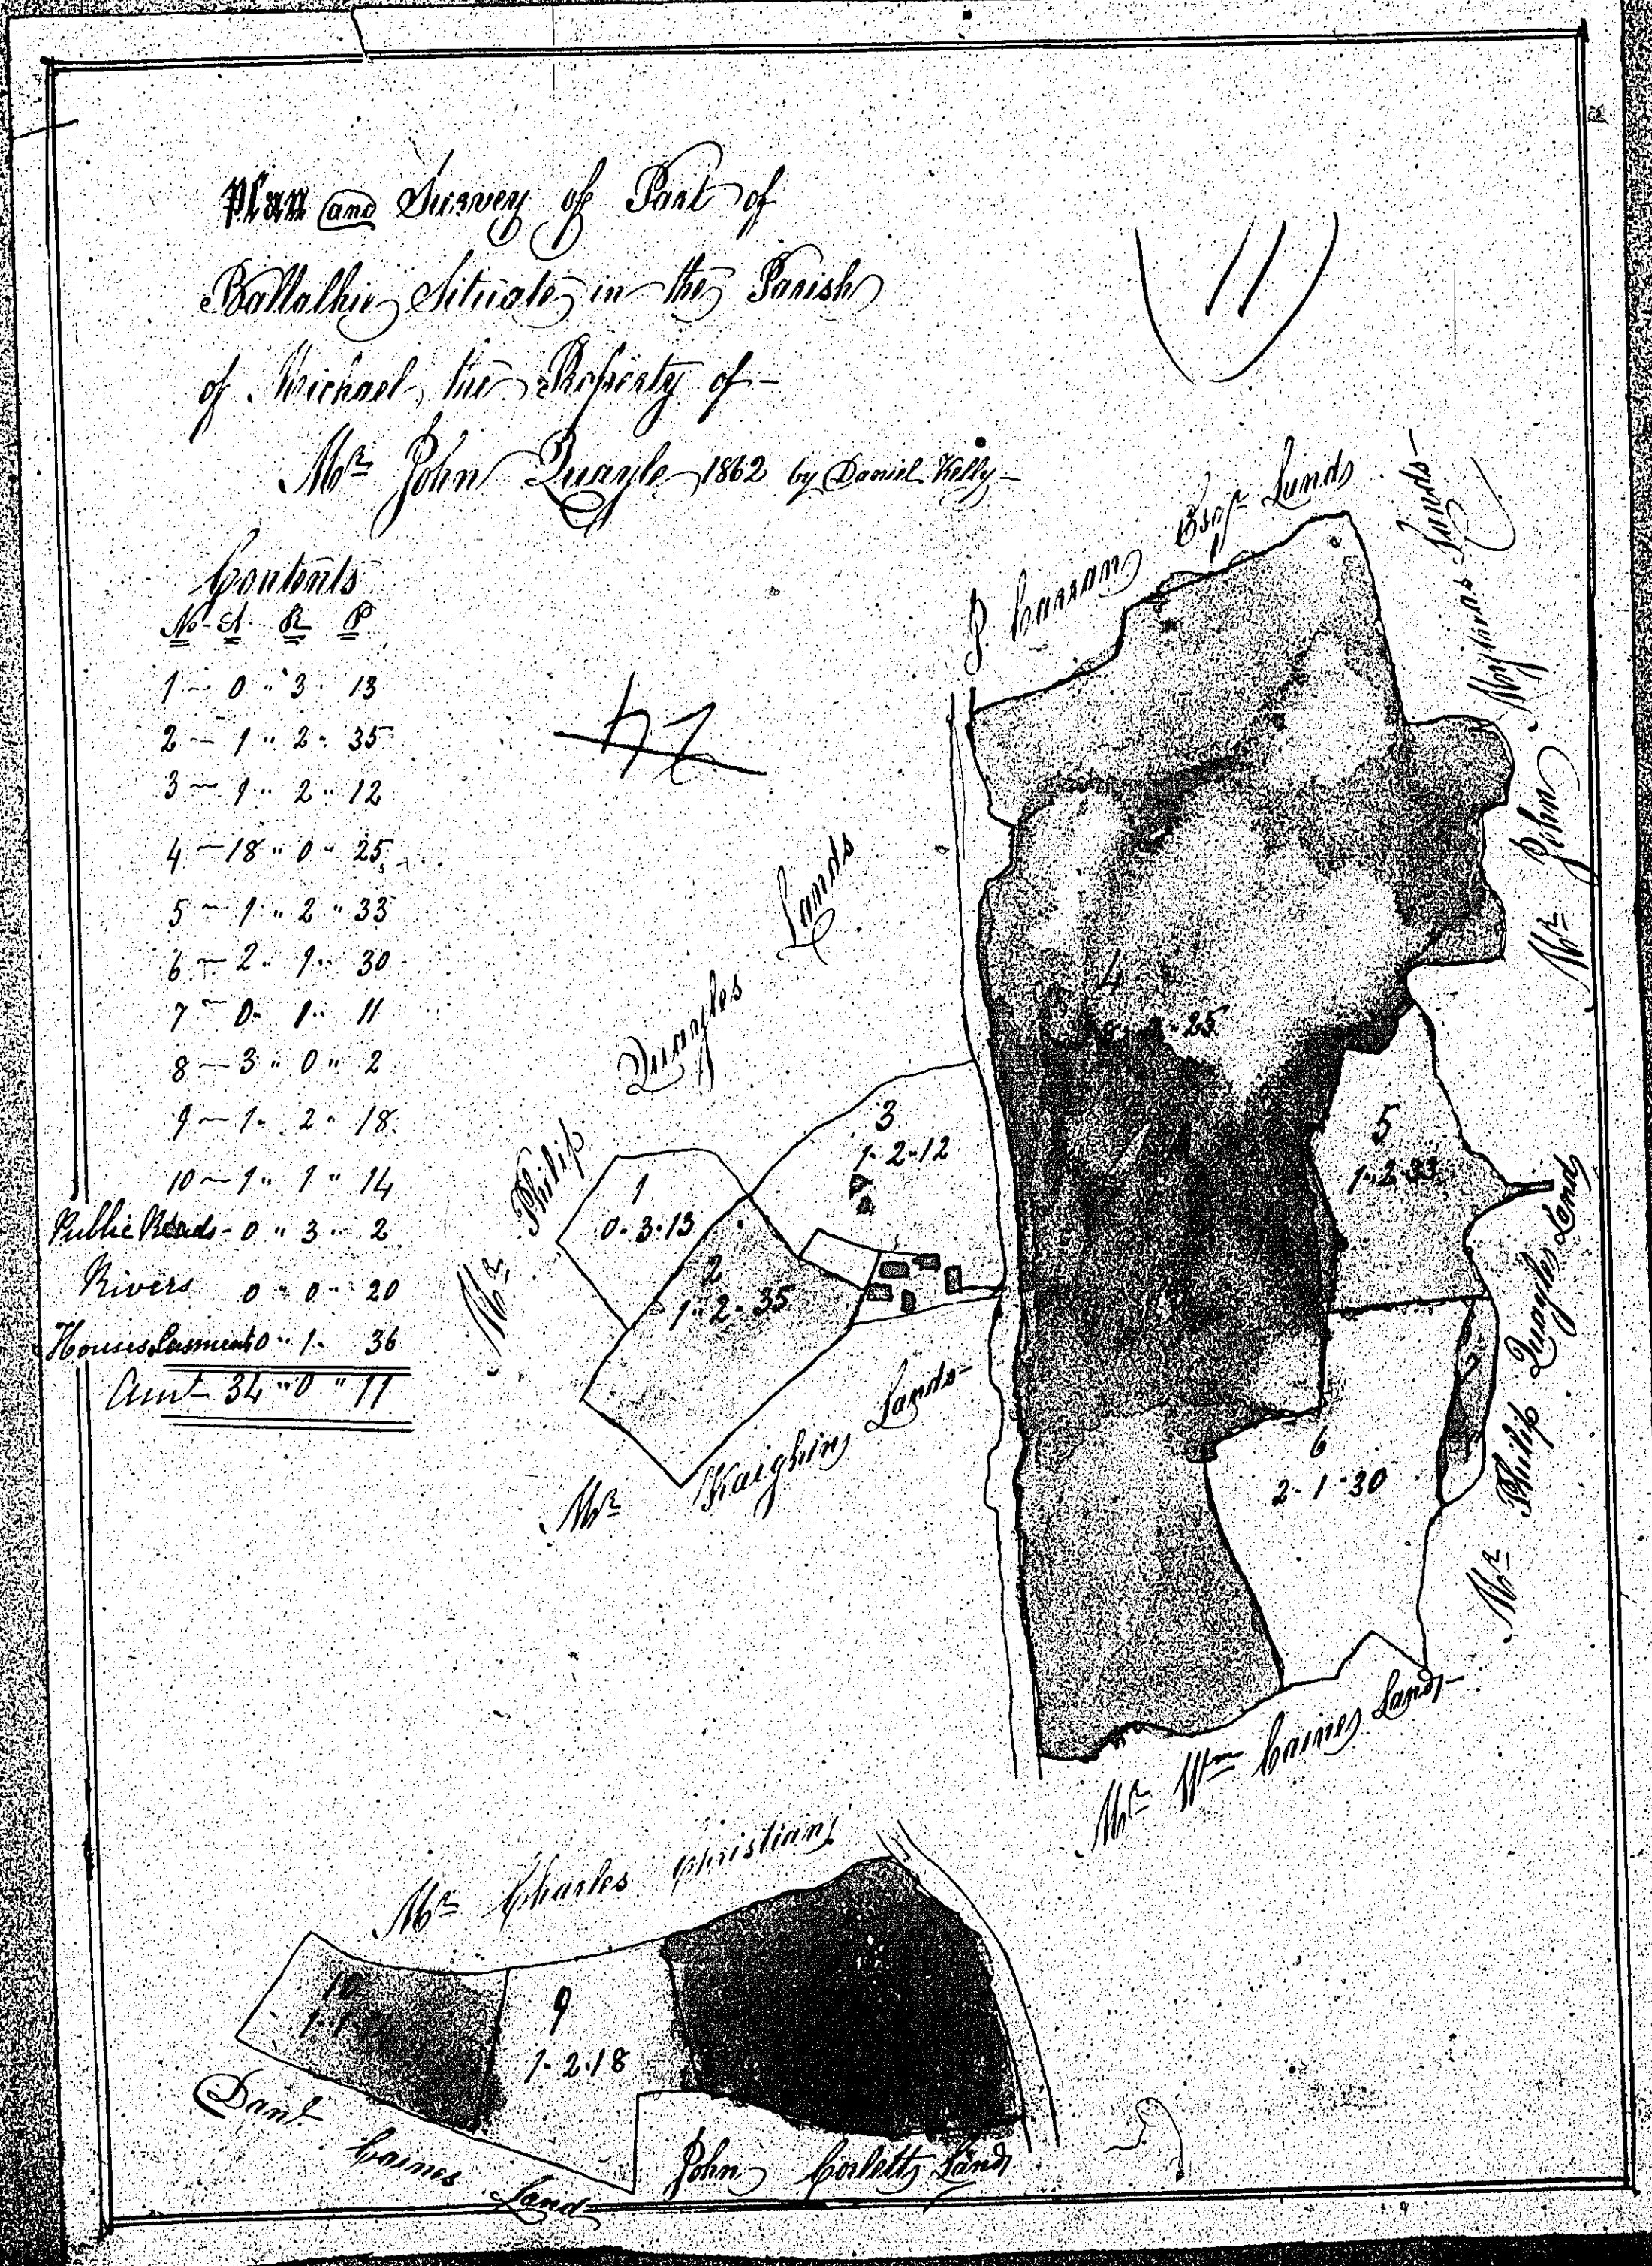 Plan and Survey of Part of
Ballalhie Situate in the Parish
of Michael, the Property of -
Mr John Quayle 1862 by Daniel Kelly -
11
Contents
No A R P
1 ~ 0 " 3 " 13
2 ~ 1 " 2 " 35
3 ~ 1 " 2 " 12
4 ~ 18 " 0 " 25
5 ~ 1 " 2 " 33
6 ~ 2 " 1 " 30
7 ~ 0 " 1 " 11
8 ~ 3 " 0 " 2
9 ~ 1 " 2 " 18
10 ~ 1 " 1 " 14
Public Roads - 0 " 3 " 2
Rivers 0 " 0 " 20
Houses 0 " 1 " 36
Amt 34 " 0 " 11
Esqr Lands
Lands
Mr John
Mr Philip Quayles Lands
4
25
3
1-2-12
5
1-2-33
1
0-3-13
2
1-2-35
Mr Philip Quayles Land
Mr Kaighins Lands
7
6
2-1-30
Mr Wm Caines Land
Mr Charles Christians
10
9
1-2-18
Danl Caines Land
John Corletts Land